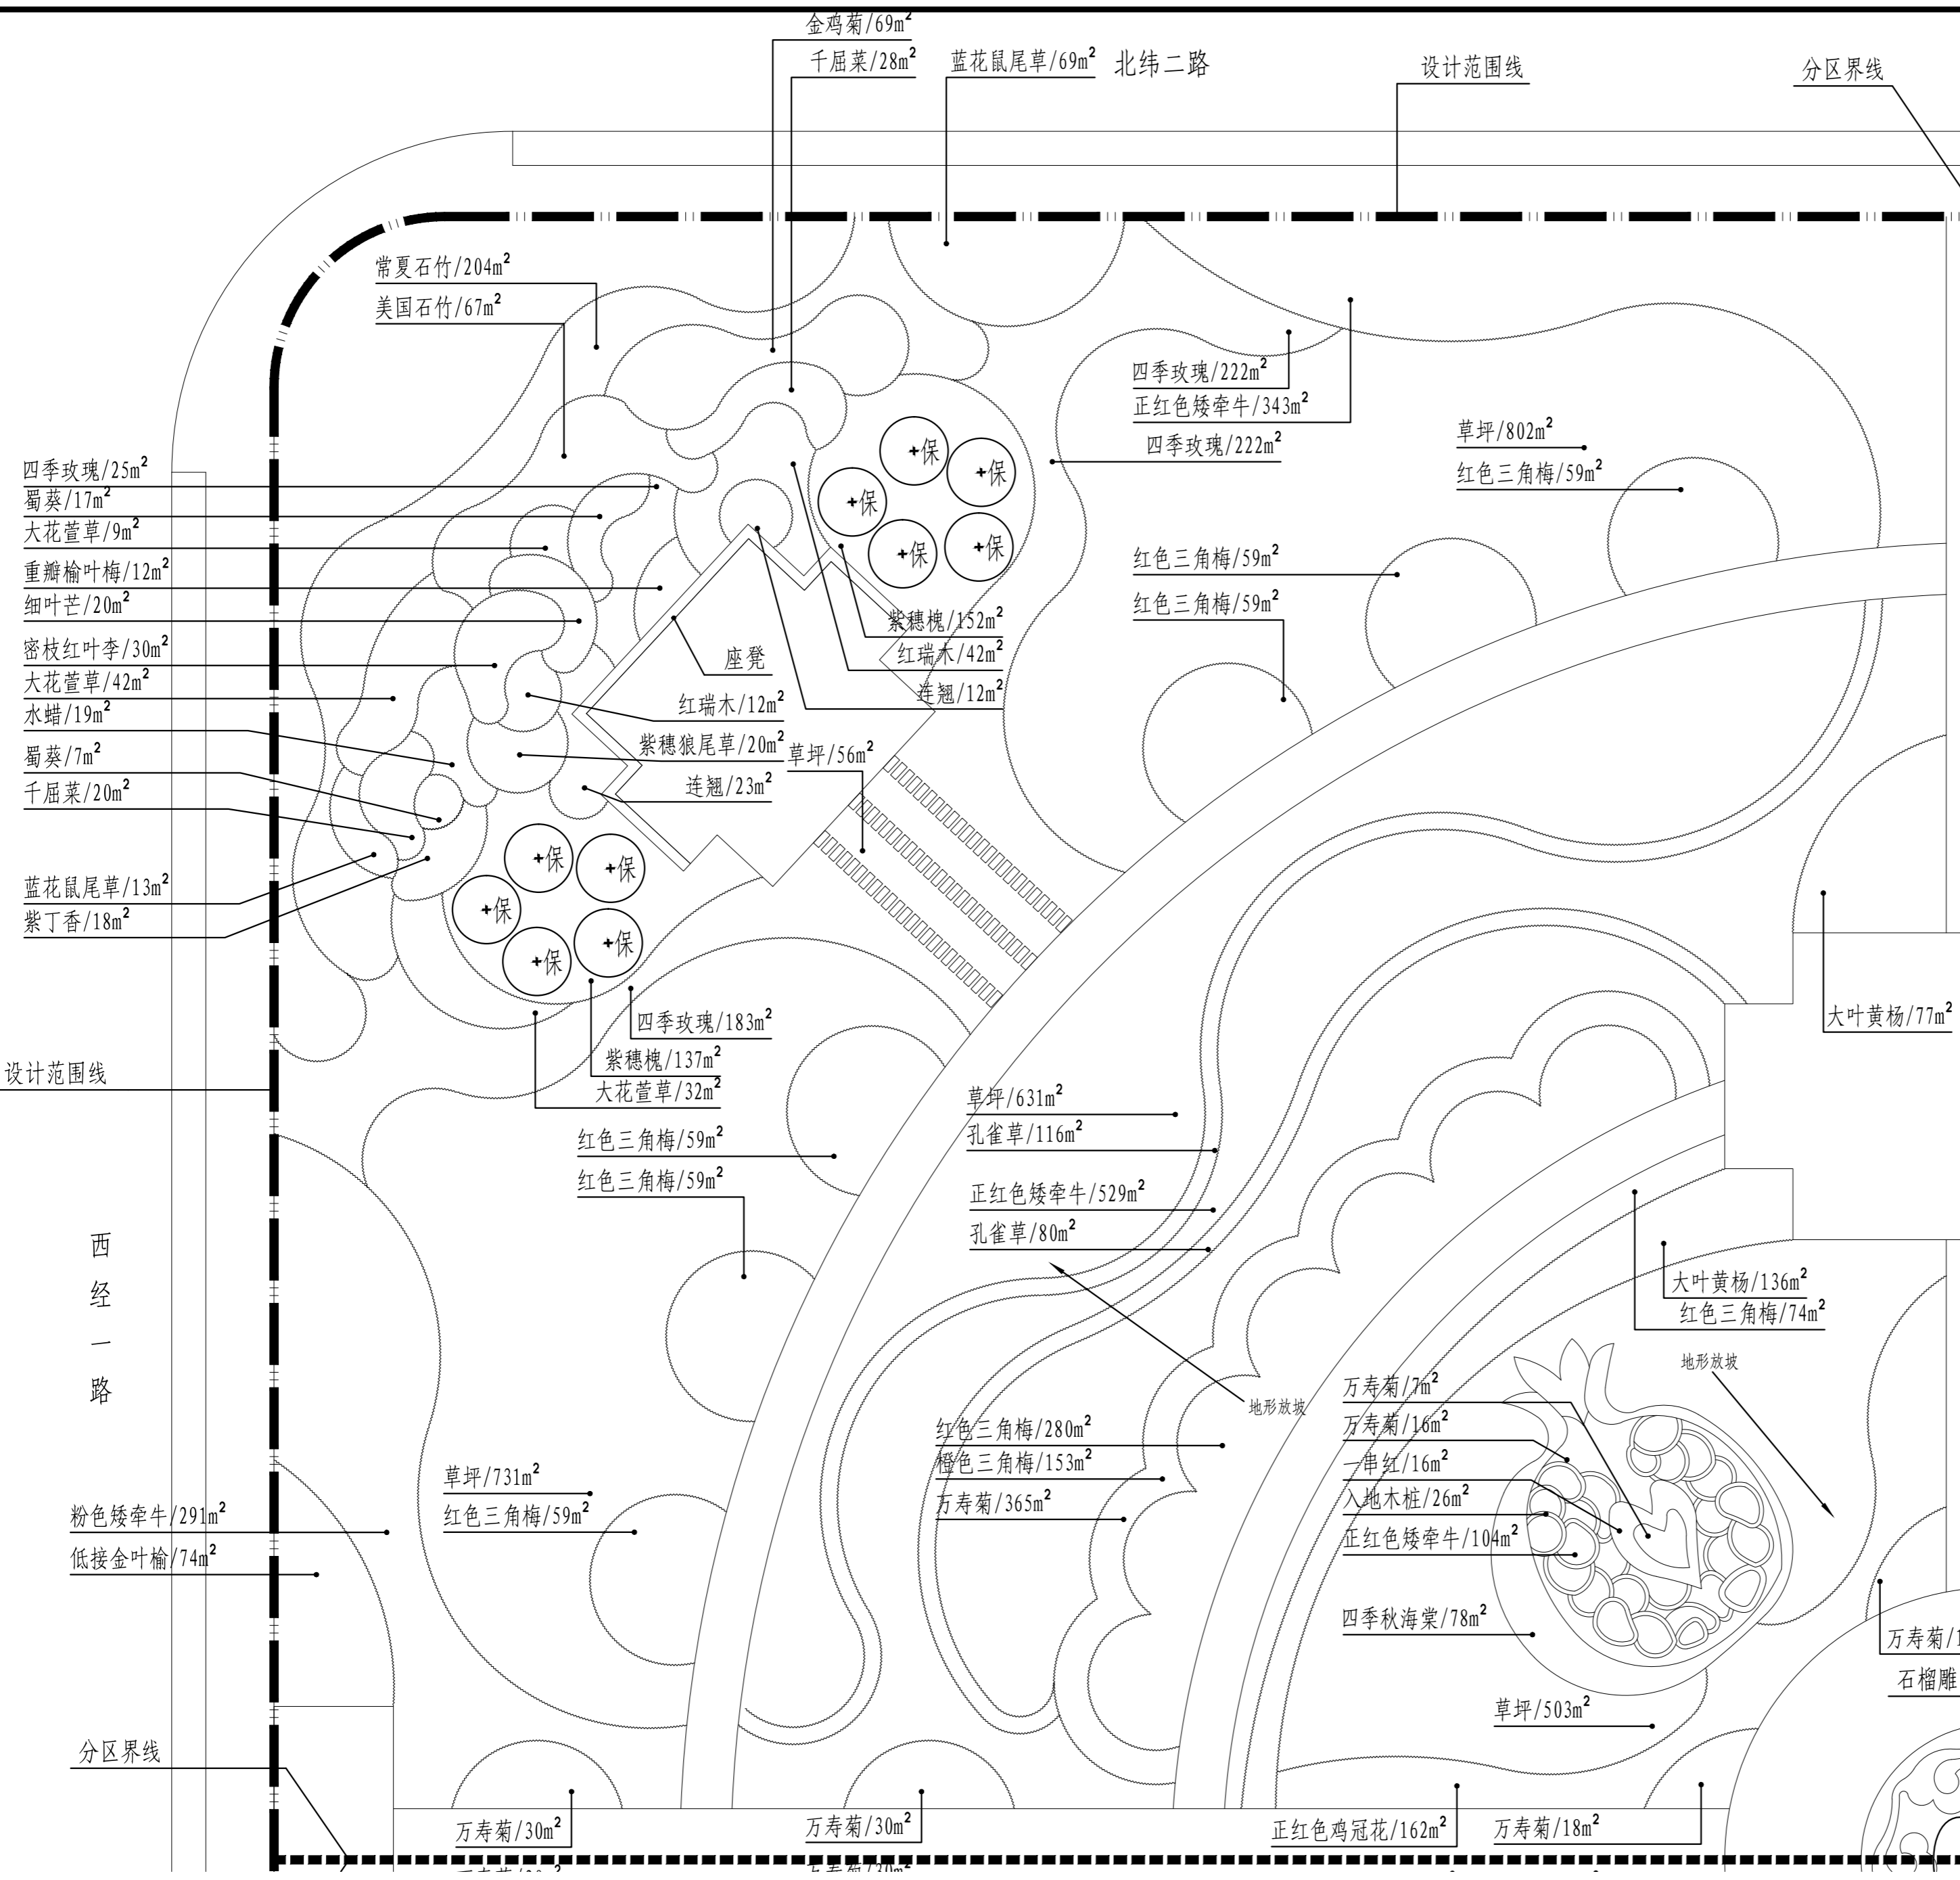 金鸡菊/69m²
千屈菜/28m²
蓝花鼠尾草/69m²
北纬二路
设计范围线
分区界线
常夏石竹/204m²
美国石竹/67m²
四季玫瑰/222m²
正红色矮牵牛/343m²
四季玫瑰/222m²
草坪/802m²
红色三角梅/59m²
四季玫瑰/25m²
蜀葵/17m²
大花萱草/9m²
重瓣榆叶梅/12m²
细叶芒/20m²
密枝红叶李/30m²
大花萱草/42m²
水蜡/19m²
蜀葵/7m²
千屈菜/20m²
蓝花鼠尾草/13m²
紫丁香/18m²
+保
+保
+保
+保
+保
红色三角梅/59m²
红色三角梅/59m²
紫穗槐/152m²
红瑞木/42m²
连翘/12m²
座凳
红瑞木/12m²
紫穗狼尾草/20m²
草坪/56m²
连翘/23m²
+保
+保
+保
+保
+保
四季玫瑰/183m²
紫穗槐/137m²
大花萱草/32m²
大叶黄杨/77m²
设计范围线
红色三角梅/59m²
红色三角梅/59m²
草坪/631m²
孔雀草/116m²
正红色矮牵牛/529m²
孔雀草/80m²
西经一路
大叶黄杨/136m²
红色三角梅/74m²
地形放坡
地形放坡
万寿菊/7m²
万寿菊/16m²
一串红/16m²
入地木桩/26m²
正红色矮牵牛/104m²
红色三角梅/280m²
橙色三角梅/153m²
万寿菊/365m²
草坪/731m²
红色三角梅/59m²
粉色矮牵牛/291m²
低接金叶榆/74m²
四季秋海棠/78m²
万寿菊/1
石榴雕
草坪/503m²
分区界线
万寿菊/30m²
万寿菊/30m²
正红色鸡冠花/162m²
万寿菊/18m²